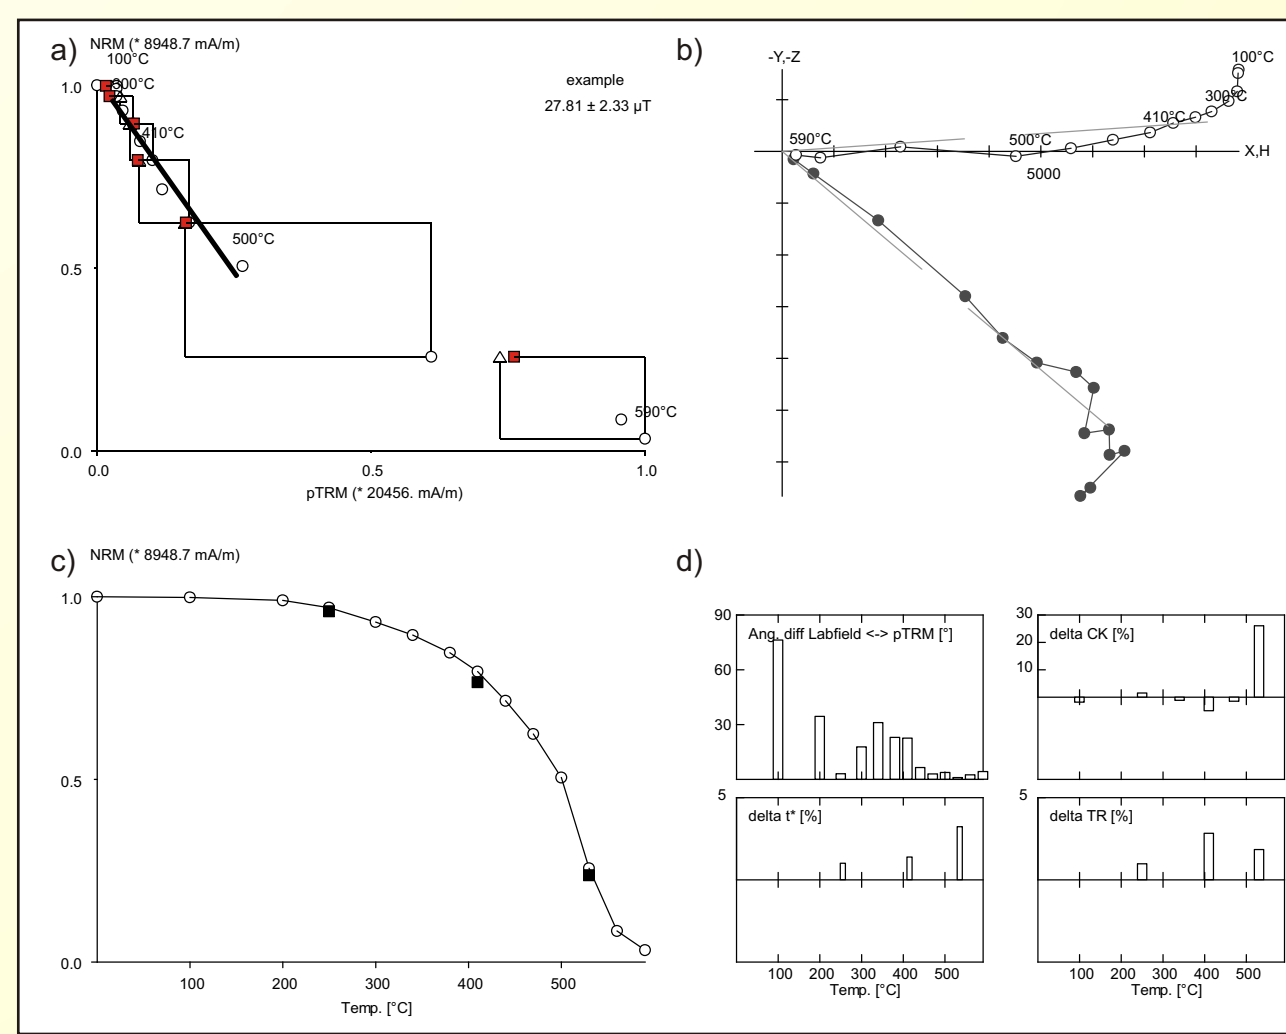 a)
NRM (* 8948.7 mA/m)
100°C
1.0
300°C
example
27.81 ± 2.33 µT
410°C
500°C
0.5
590°C
0.0
0.0
0.5
1.0
pTRM (* 20456. mA/m)
b)
-Y,-Z
100°C
300°C
410°C
590°C
500°C
X,H
5000
c)
NRM (* 8948.7 mA/m)
1.0
0.5
0.0
100
200
300
400
500
Temp. [°C]
d)
90
Ang. diff Labfield <-> pTRM [°]
60
30
30
delta CK [%]
20
10
5
delta t* [%]
100 200 300 400 500
Temp. [°C]
5
delta TR [%]
100 200 300 400 500
Temp. [°C]